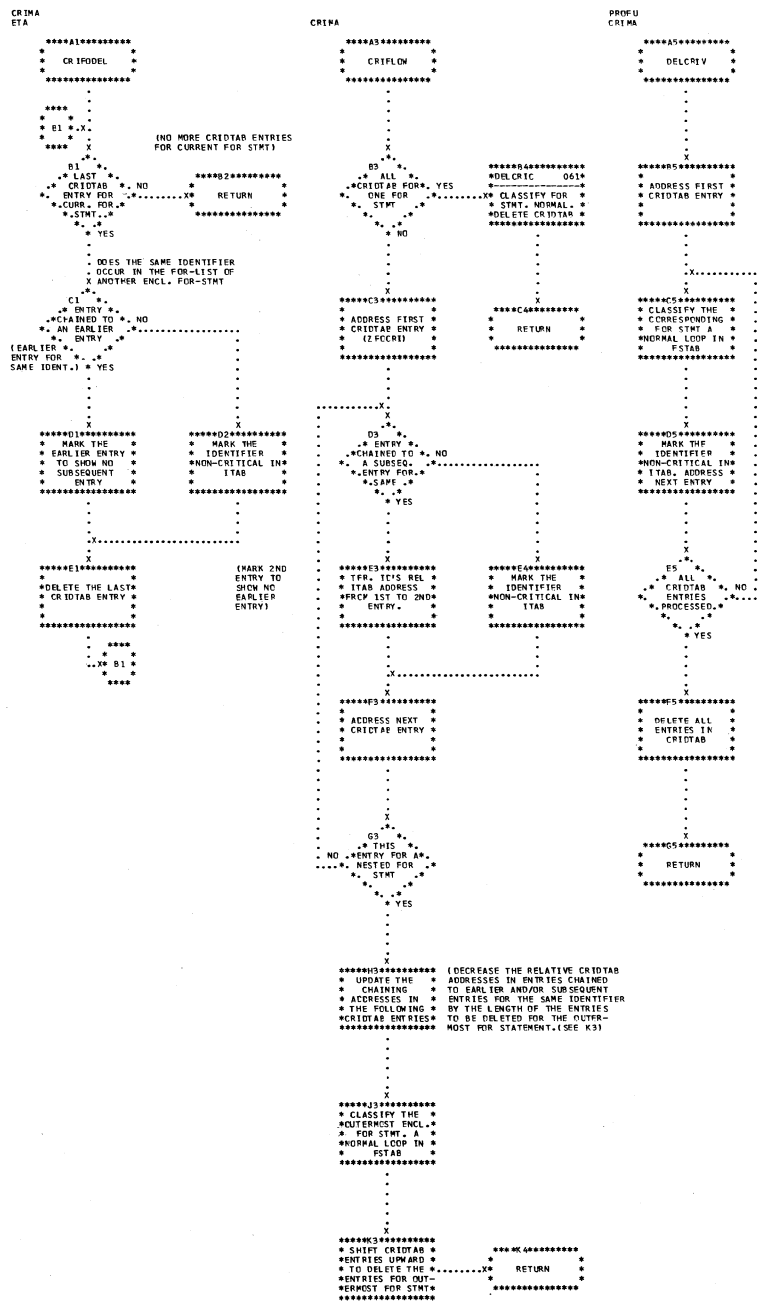 CRIMA
ETA
****A1*********
CRIFODEL
****
* B1 *.X.
****
(NO MORE CRIDTAB ENTRIES
FOR CURRENT FOR STMT)
B1
LAST
CRIDTAB
ENTRY FOR
CURR. FOR
STMT
NO
YES
****B2*********
RETURN
DOES THE SAME IDENTIFIER
OCCUR IN THE FOR-LIST OF
ANOTHER ENCL. FOR-STMT
C1
ENTRY
CHAINED TO
AN EARLIER
ENTRY
NO
(EARLIER
ENTRY FOR
SAME IDENT.)
YES
*****D1**********
MARK THE
EARLIER ENTRY
TO SHOW NO
SUBSEQUENT
ENTRY
*****D2**********
MARK THE
IDENTIFIER
NON-CRITICAL IN
ITAB
*****E1**********
DELETE THE LAST
CRIDTAB ENTRY
****
* B1 *
****
CRIMA
****A3*********
CRIFLOW
B3
ALL
CRIDTAB FOR
ONE FOR
STMT
YES
NO
*****B4**********
*DELCRIC 061*
CLASSIFY FOR
STMT. NORMAL.
DELETE CRIDTAB
****C4*********
RETURN
*****C3**********
ADDRESS FIRST
CRIDTAB ENTRY
(ZFCCRI)
D3
ENTRY
CHAINED TO
A SUBSEQ.
ENTRY FOR
SAME
NO
YES
(MARK 2ND
ENTRY TO
SHOW NO
EARLIER
ENTRY)
*****E3**********
TFR. ID'S REL
ITAB ADDRESS
FROM 1ST TO 2ND
ENTRY.
*****E4**********
MARK THE
IDENTIFIER
NON-CRITICAL IN
ITAB
*****F3**********
ADDRESS NEXT
CRIDTAB ENTRY
G3
THIS
ENTRY FOR A
NESTED FOR
STMT
NO
YES
*****H3**********
UPDATE THE
CHAINING
ADDRESSES IN
THE FOLLOWING
CRIDTAB ENTRIES
(DECREASE THE RELATIVE CRIDTAB
ADDRESSES IN ENTRIES CHAINED
TO EARLIER AND/OR SUBSEQUENT
ENTRIES FOR THE SAME IDENTIFIER
BY THE LENGTH OF THE ENTRIES
TO BE DELETED FOR THE OUTER-
MOST FOR STATEMENT.(SEE K3)
*****J3**********
CLASSIFY THE
OUTERMOST ENCL.
FOR STMT. A
NORMAL LOOP IN
FSTAB
*****K3**********
SHIFT CRIDTAB
ENTRIES UPWARD
TO DELETE THE
ENTRIES FOR OUT-
ERMOST FOR STMT
****K4*********
RETURN
PROFU
CRIMA
****A5*********
DELCRIV
*****B5**********
ADDRESS FIRST
CRIDTAB ENTRY
*****C5**********
CLASSIFY THE
CORRESPONDING
FOR STMT A
NORMAL LOOP IN
FSTAB
*****D5**********
MARK THE
IDENTIFIER
NON-CRITICAL IN
ITAB. ADDRESS
NEXT ENTRY
E5
ALL
CRIDTAB
ENTRIES
PROCESSED
NO
YES
*****F5**********
DELETE ALL
ENTRIES IN
CRIDTAB
****G5*********
RETURN